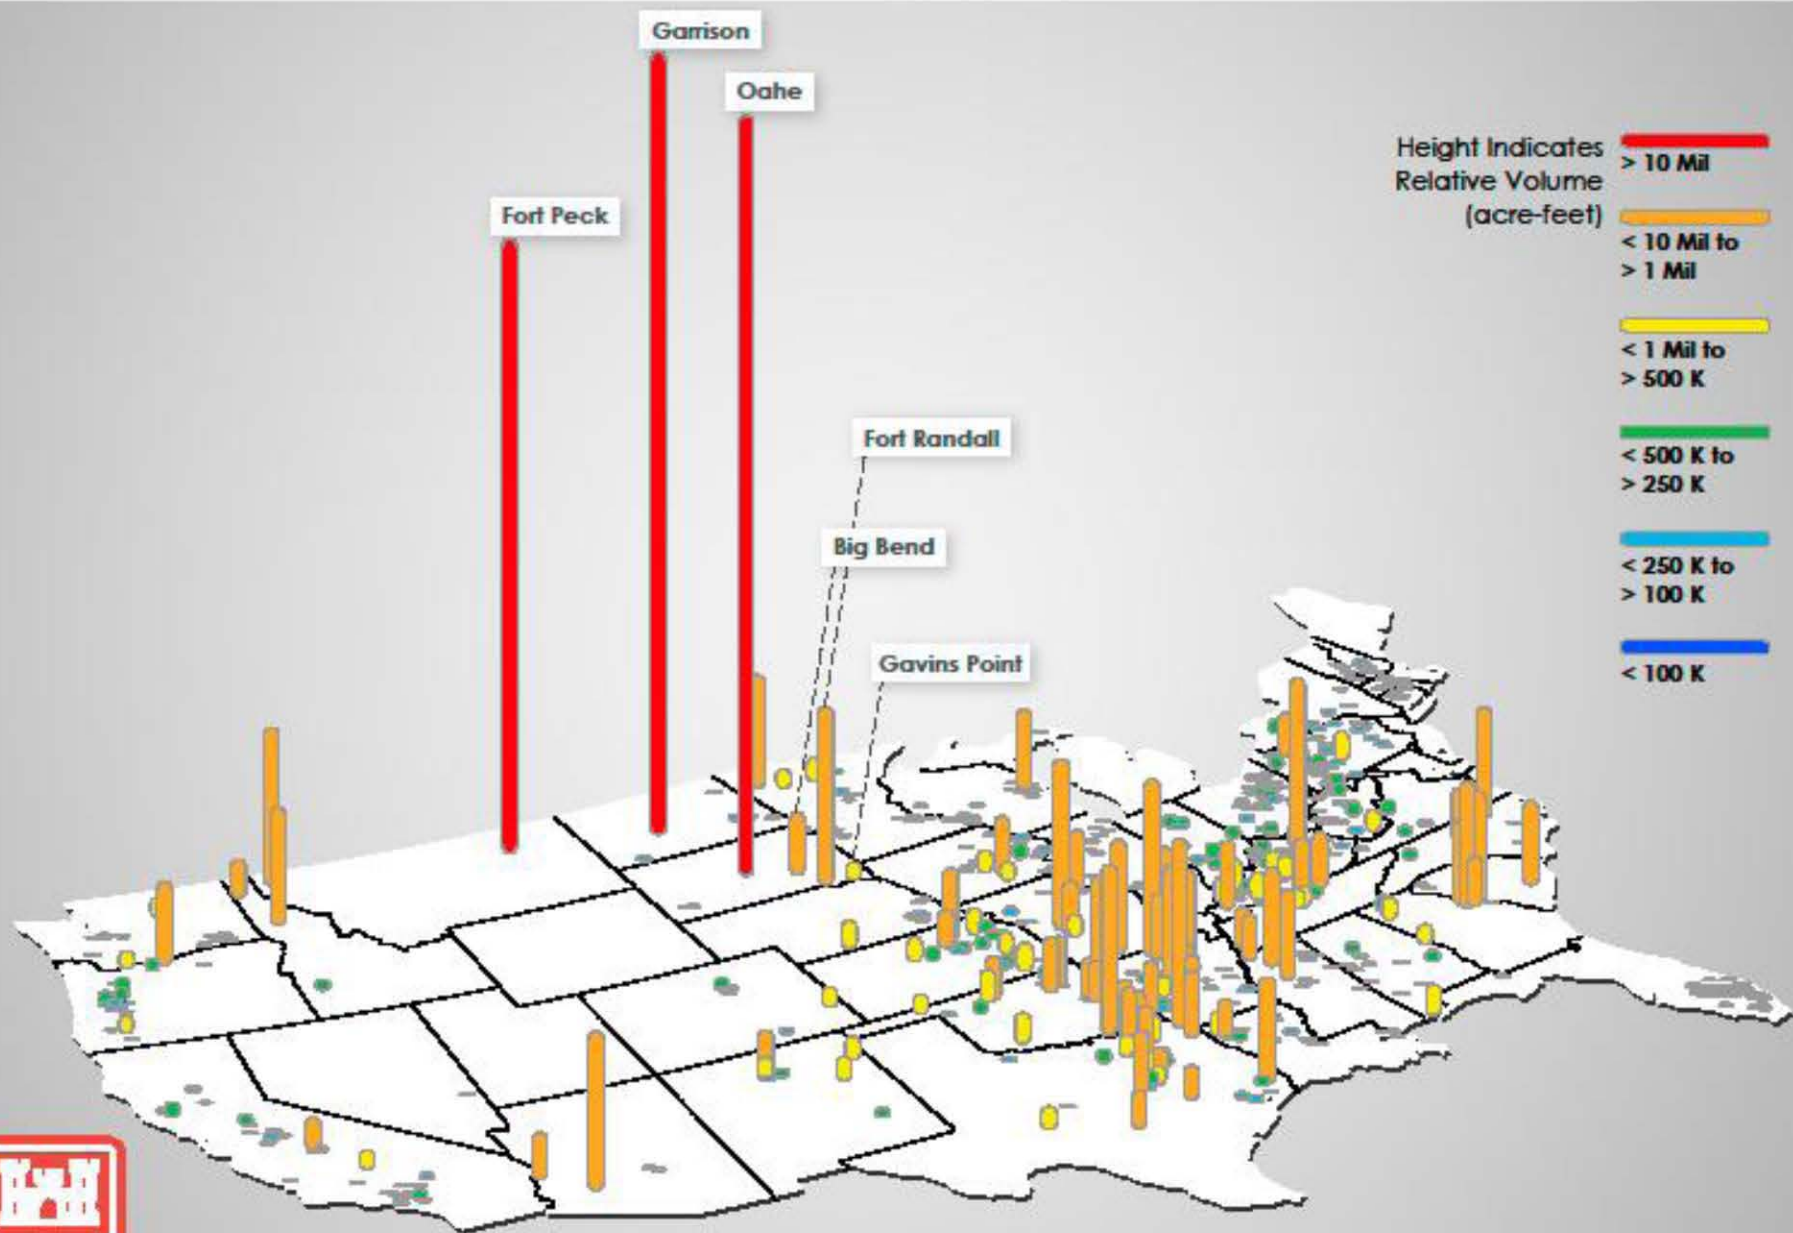 Garrison
Oahe
Fort Peck
Fort Randall
Big Bend
Gavins Point
Height Indicates
Relative Volume
(acre-feet)
> 10 Mil
< 10 Mil to
> 1 Mil
< 1 Mil to
> 500 K
< 500 K to
> 250 K
< 250 K to
> 100 K
< 100 K